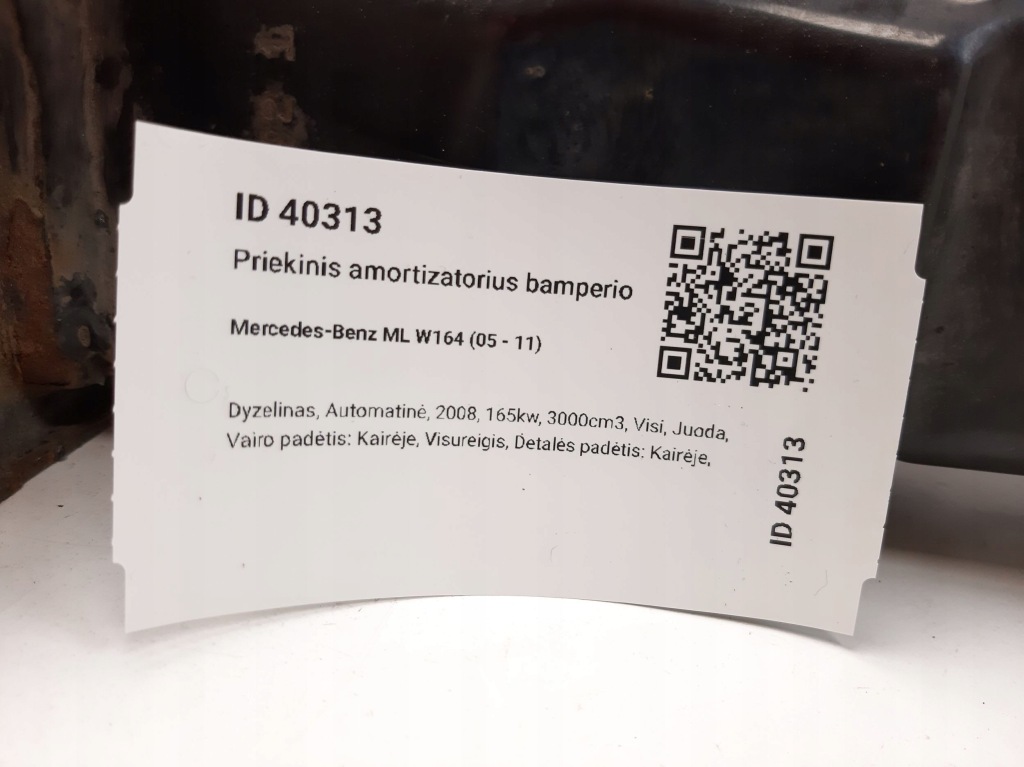 ID 40313
Priekinis amortizatorius bamperio
Mercedes-Benz ML W164 (05 - 11)
Dyzelinas, Automatinė, 2008, 165kw, 3000cm3, Visi, Juoda,
Vairo padėtis: Kairėje, Visureigis, Detalės padėtis: Kairėje,
ID 40313